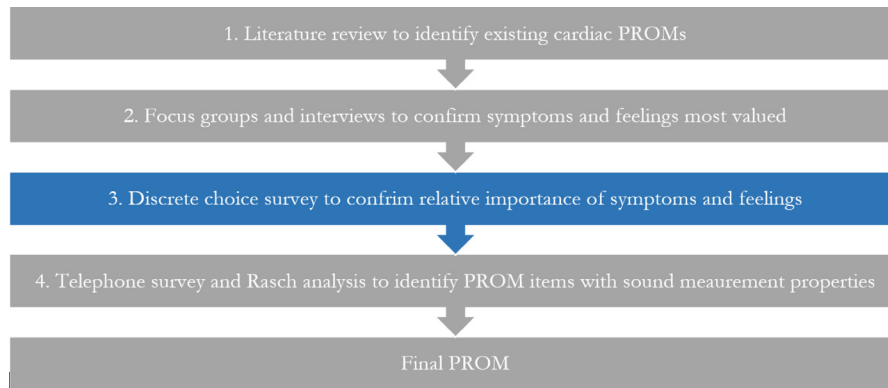 1. Literature review to identify existing cardiac PROMs
2. Focus groups and interviews to confirm symptoms and feelings most valued
3. Discrete choice survey to confrim relative importance of symptoms and feelings
4. Telephone survey and Rasch analysis to identify PROM items with sound meaurement properties
Final PROM